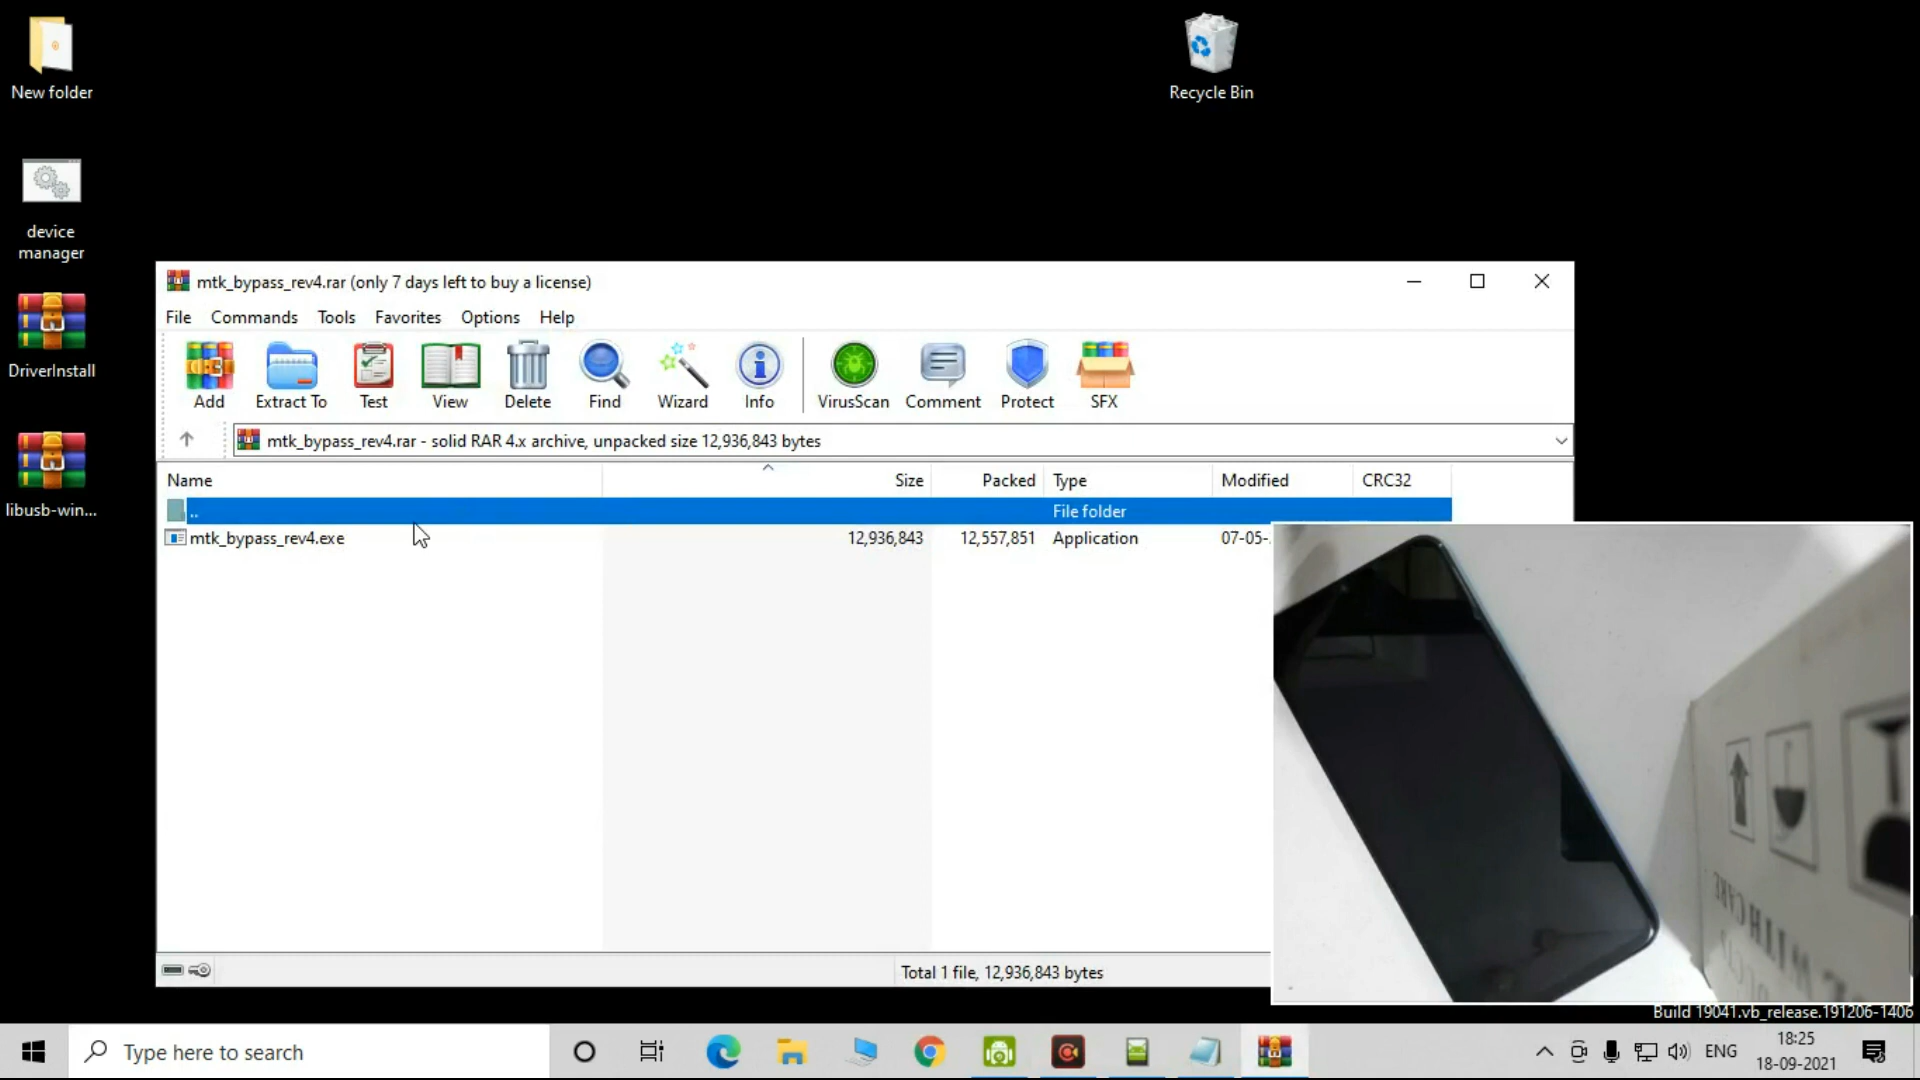 New folder
Recycle Bin
device
manager
DriverInstall
libusb-win...
mtk_bypass_rev4.rar (only 7 days left to buy a license)
File Commands Tools Favorites Options Help
Add Extract To Test View Delete Find Wizard Info VirusScan Comment Protect SFX
mtk_bypass_rev4.rar - solid RAR 4.x archive, unpacked size 12,936,843 bytes
Name Size Packed Type Modified CRC32
.. File folder
mtk_bypass_rev4.exe 12,936,843 12,557,851 Application 07-05-
Total 1 file, 12,936,843 bytes
Build 19041.vb_release.191206-1406
Type here to search
ENG
18:25
18-09-2021